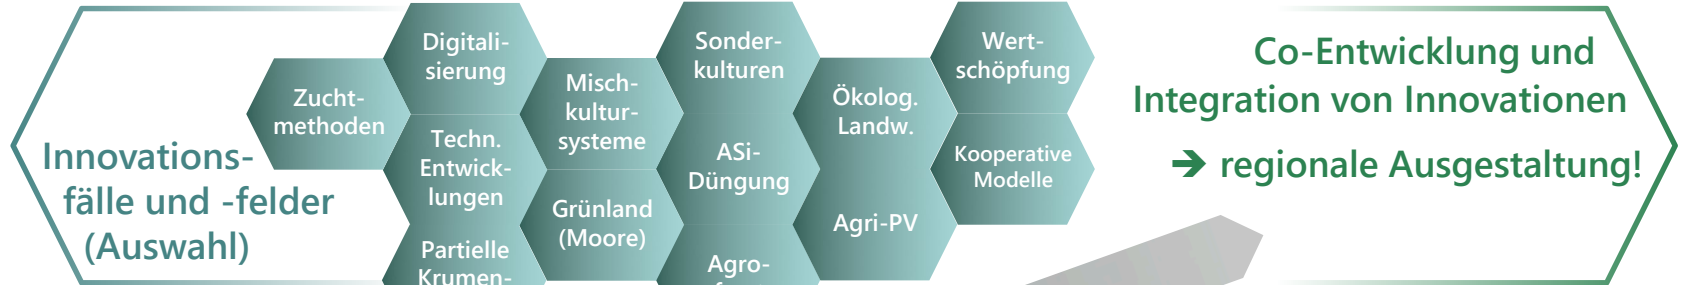 Innovations-
fälle und -felder
(Auswahl)
Zucht-
methoden
Digitali-
sierung
Techn.
Entwick-
lungen
Partielle
Krumen-
Misch-
kultur-
systeme
Grünland
(Moore)
Sonder-
kulturen
ASi-
Düngung
Agro-
Ökolog.
Landw.
Agri-PV
Wert-
schöpfung
Kooperative
Modelle
Co-Entwicklung und
Integration von Innovationen
➔ regionale Ausgestaltung!